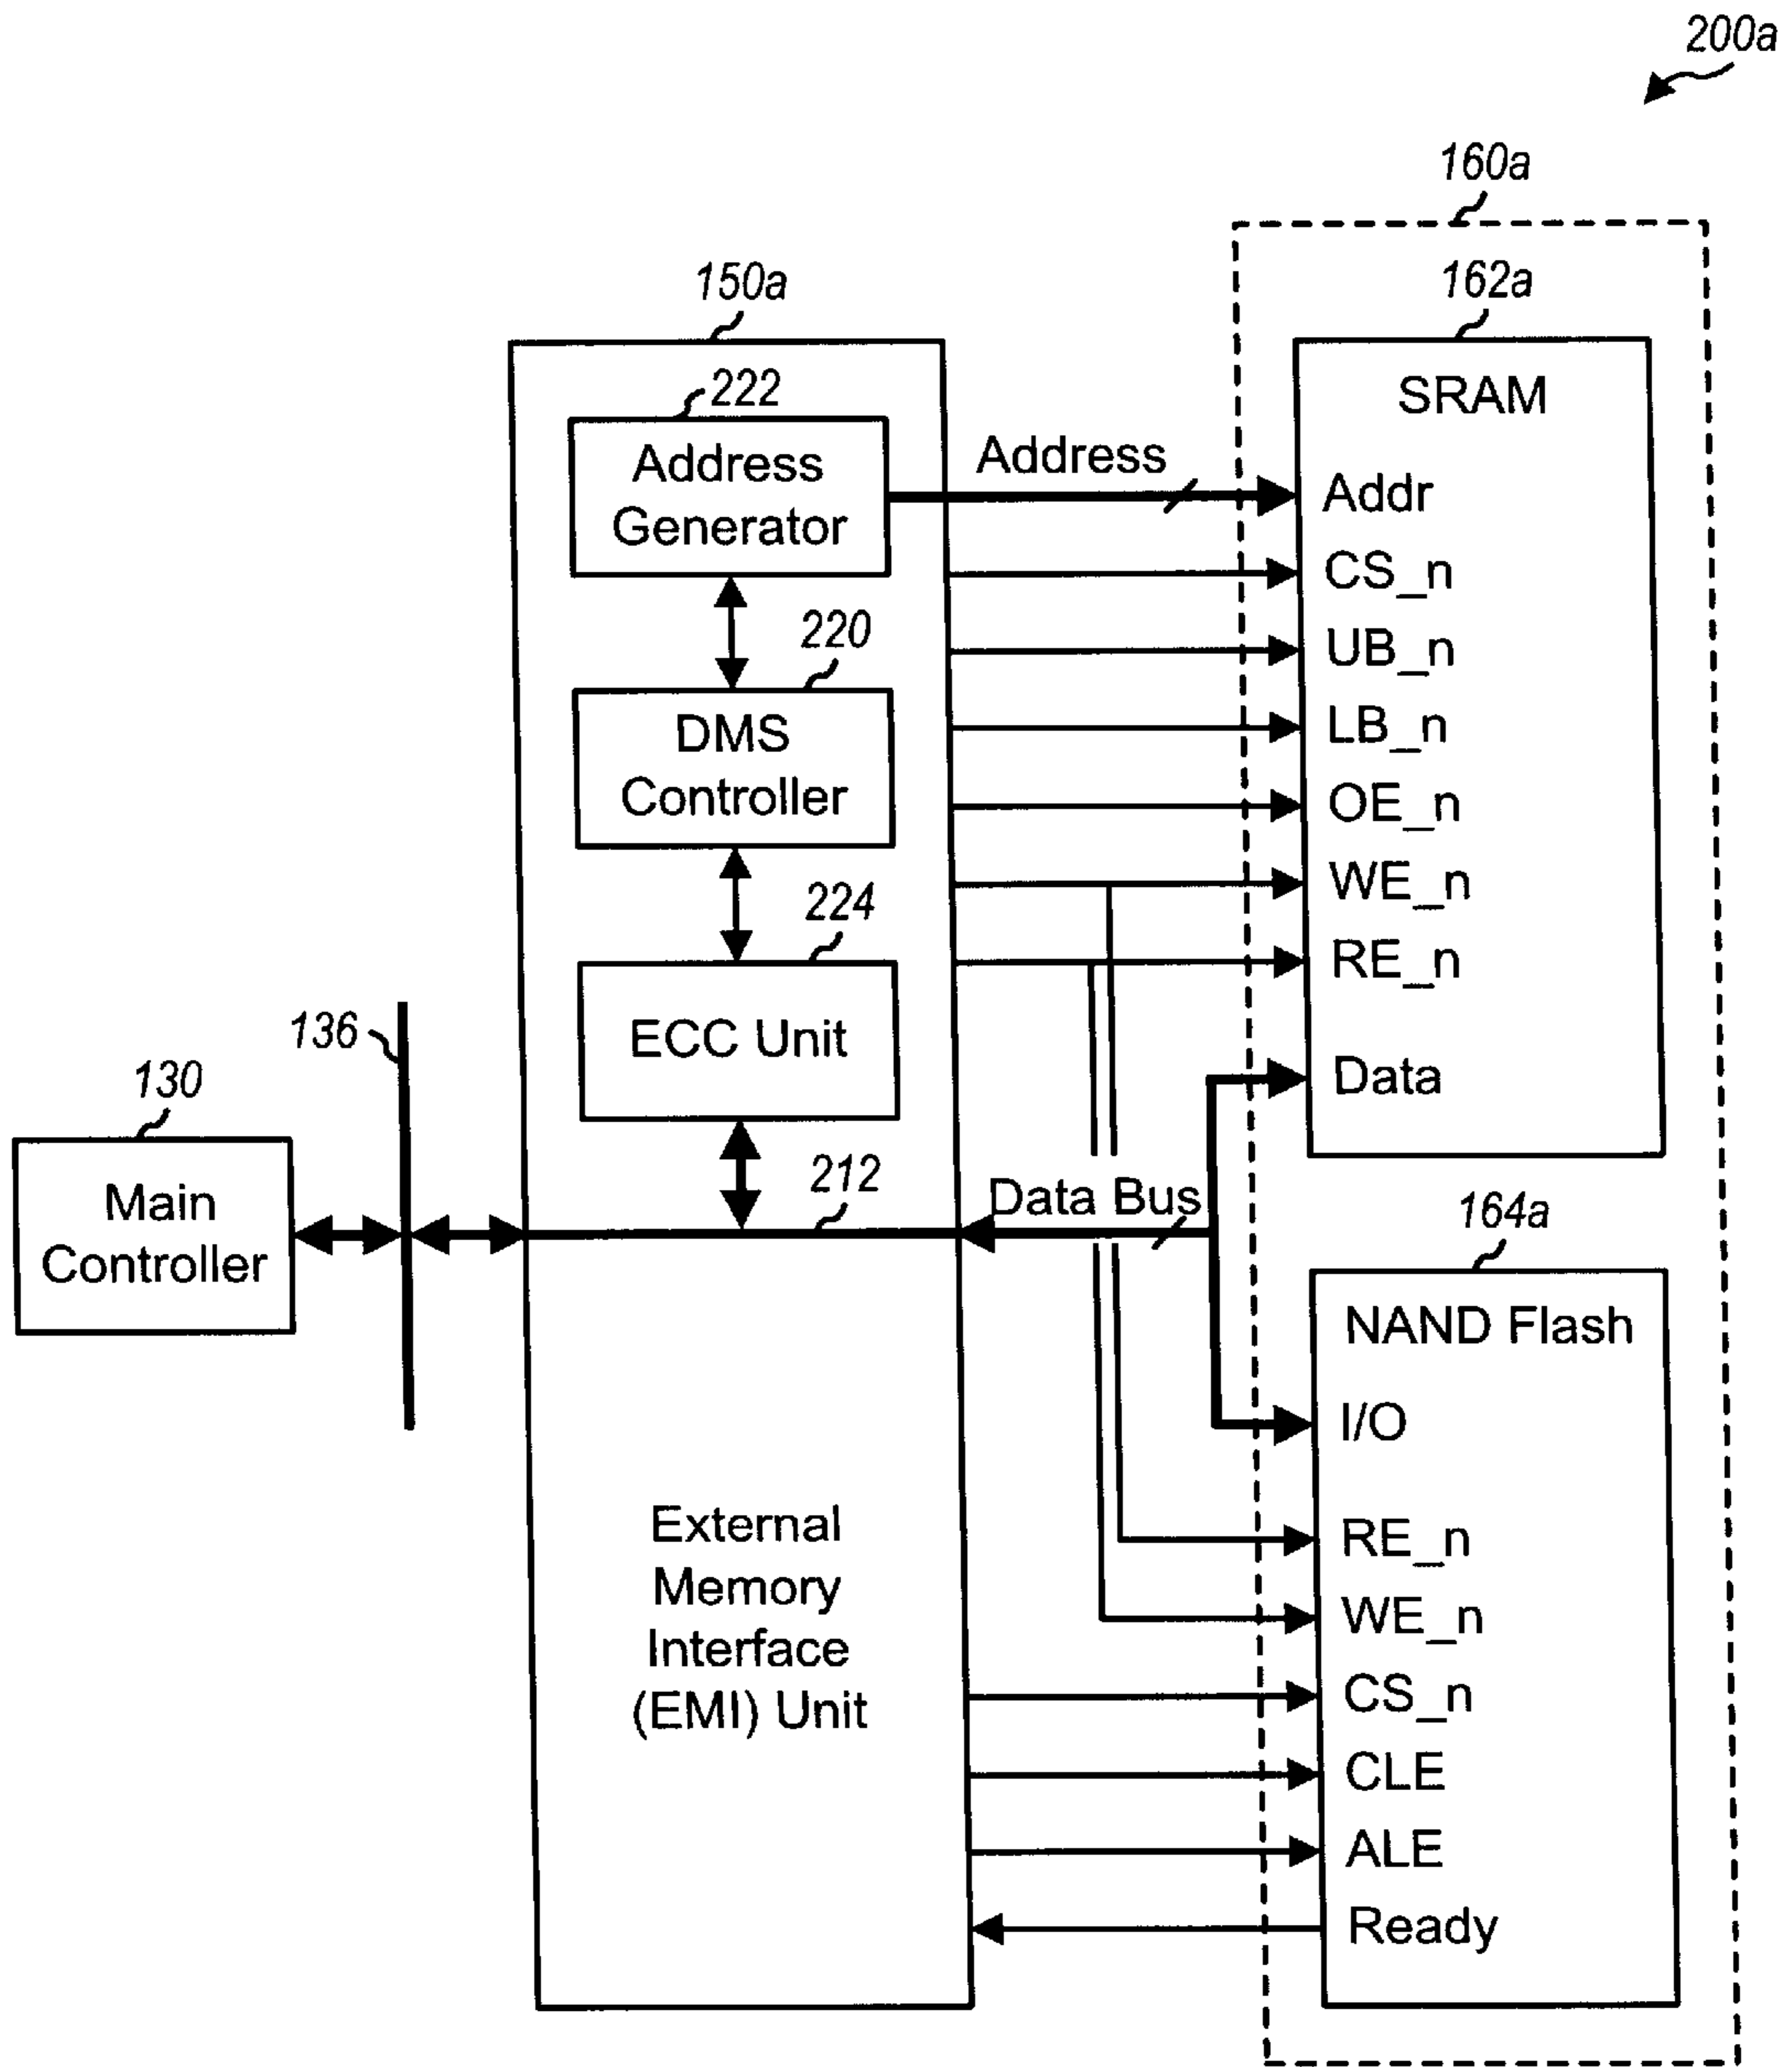 200a
160a
150a
162a
222
SRAM
Address
Generator
Address
Addr
CS_n
220
UB_n
DMS
Controller
LB_n
OE_n
224
WE_n
RE_n
136
ECC Unit
130
Data
Main
Controller
212
Data Bus
164a
NAND Flash
I/O
External
Memory
Interface
(EMI) Unit
RE_n
WE_n
CS_n
CLE
ALE
Ready